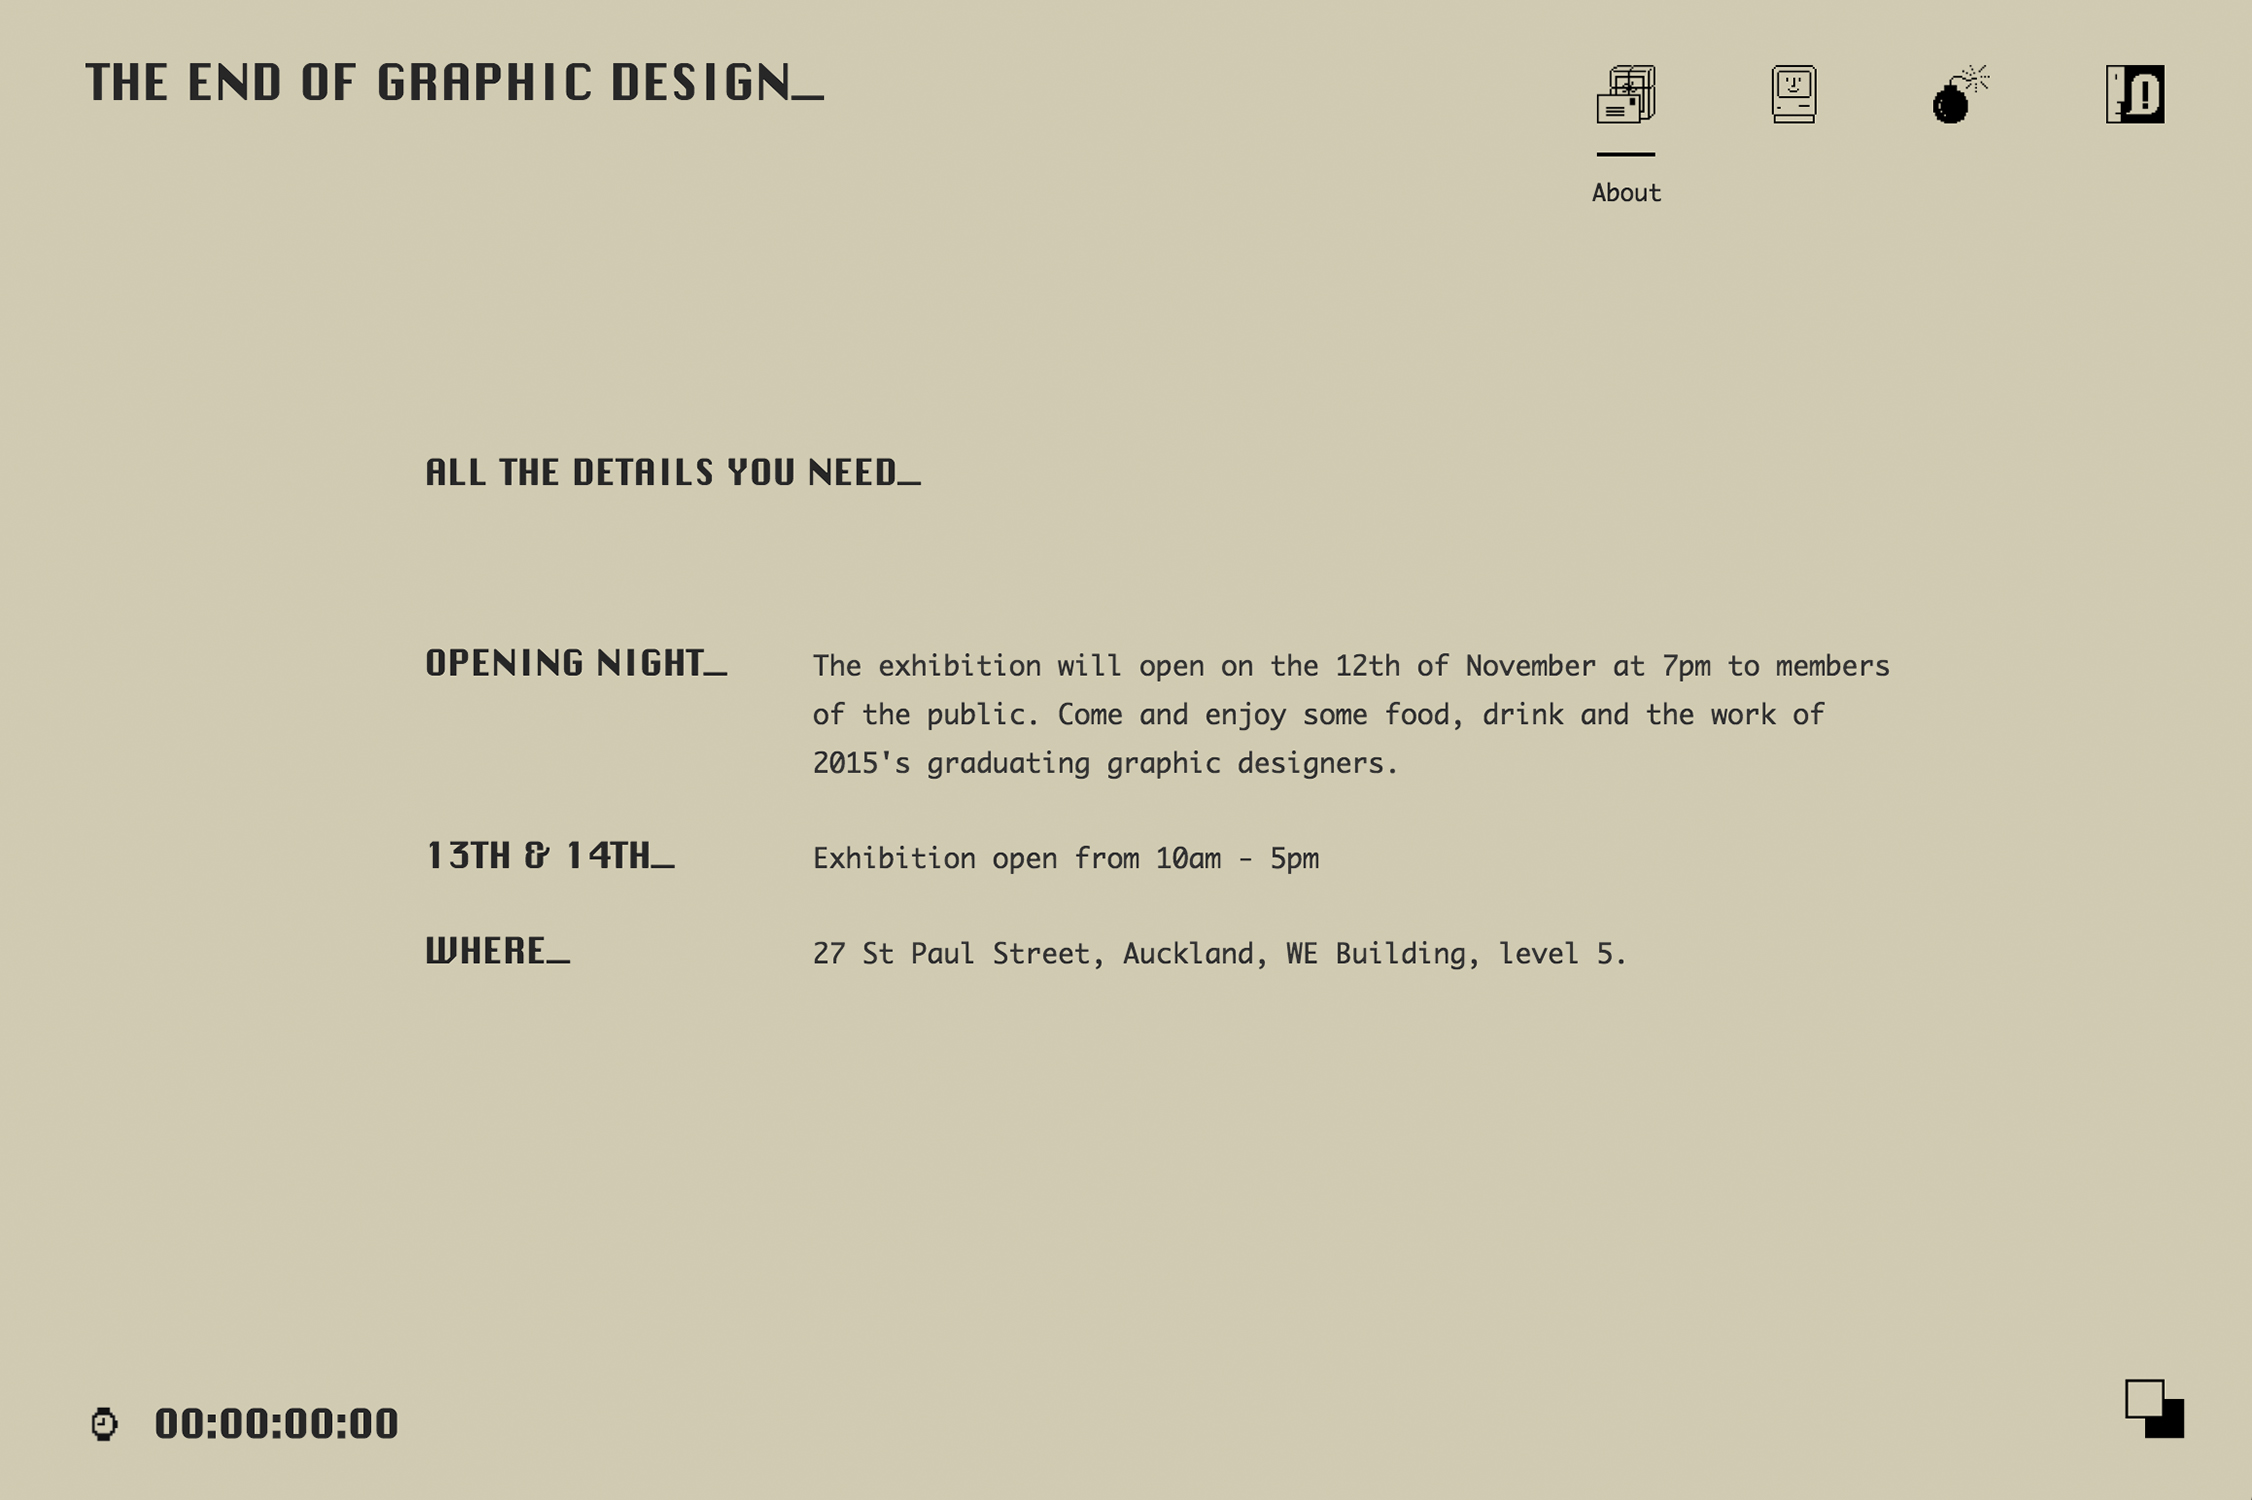 THE END OF GRAPHIC DESIGN_
About
ALL THE DETAILS YOU NEED_
OPENING NIGHT_
The exhibition will open on the 12th of November at 7pm to members
of the public. Come and enjoy some food, drink and the work of
2015's graduating graphic designers.
13TH & 14TH_
Exhibition open from 10am - 5pm
WHERE_
27 St Paul Street, Auckland, WE Building, level 5.
00:00:00:00